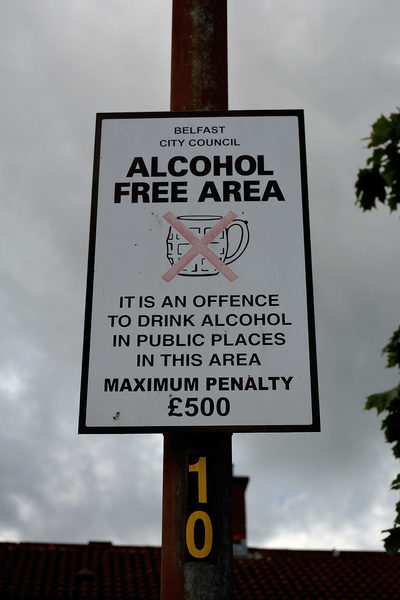 BELFAST
CITY COUNCIL
ALCOHOL
FREE AREA
IT IS AN OFFENCE
TO DRINK ALCOHOL
IN PUBLIC PLACES
IN THIS AREA
MAXIMUM PENALTY
£500
1
0